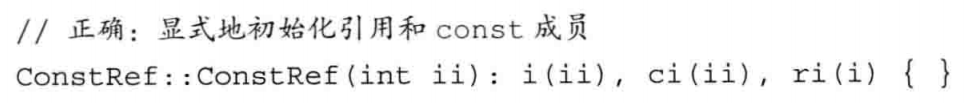 // 正确：显式地初始化引用和 const 成员
ConstRef::ConstRef(int ii): i(ii), ci(ii), ri(i) { }